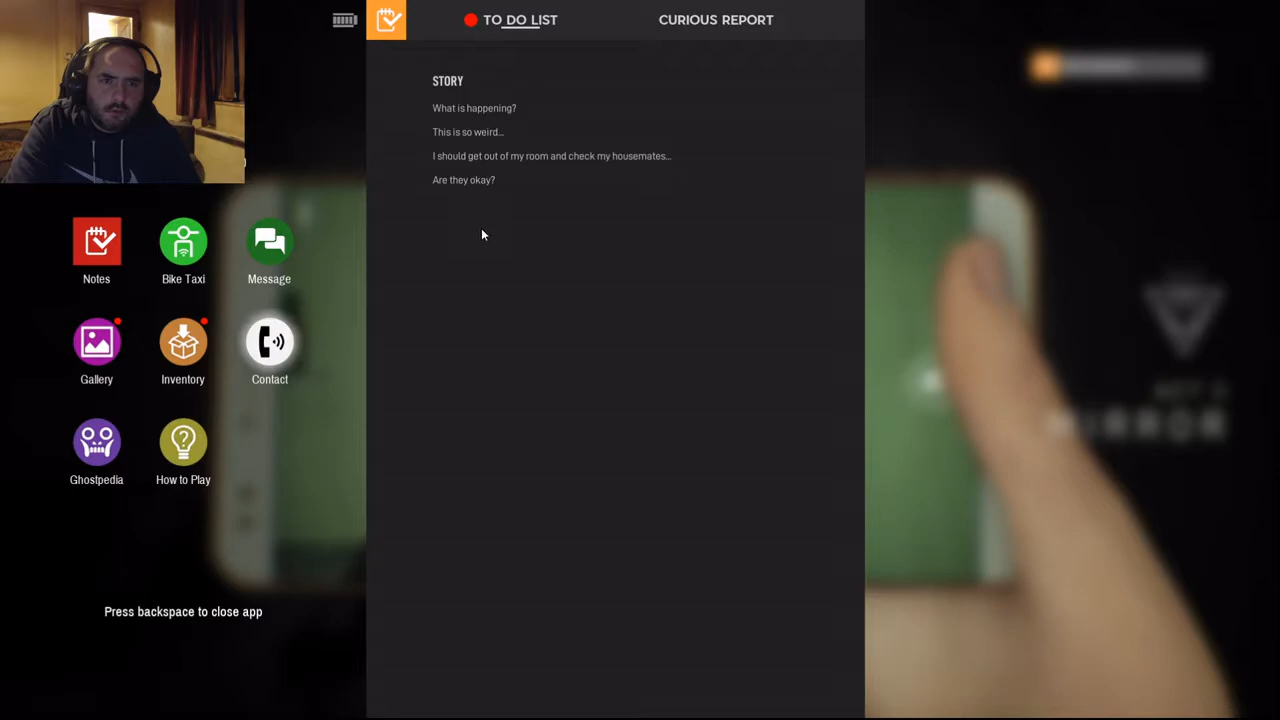 TO DO LIST
CURIOUS REPORT
STORY
What is happening?
This is so weird...
I should get out of my room and check my housemates...
Are they okay?
Notes
Bike Taxi
Message
Gallery
Inventory
Contact
Ghostpedia
How to Play
Press backspace to close app
MIRROR